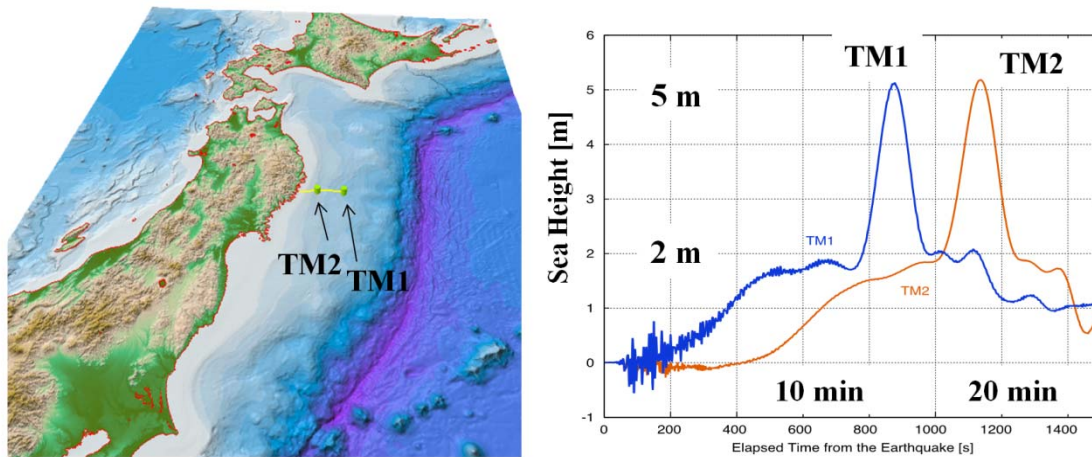 TM2
TM1
TM1
TM2
6
5
4
3
2
1
0
-1
5 m
2 m
TM1
TM2
10 min
20 min
0
200
400
600
800
1000
1200
1400
Sea Height [m]
Elapsed Time from the Earthquake [s]